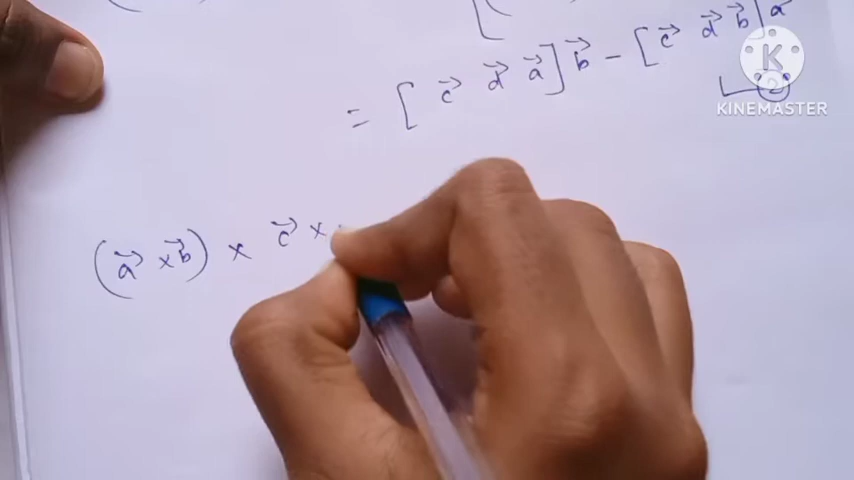 = [ c⃗ d⃗ a⃗ ] b⃗ − [ c⃗ d⃗ b⃗ ] a⃗
K
KINEMASTER
(a⃗ × b⃗) × c⃗ ×